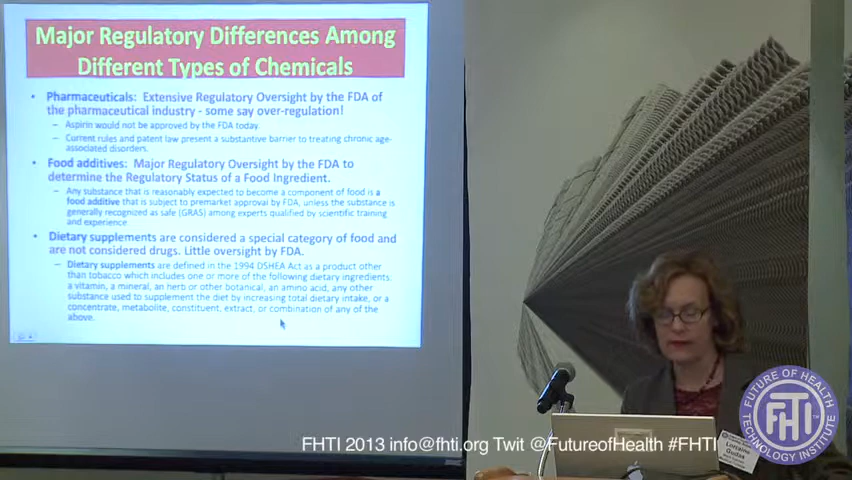 Major Regulatory Differences Among
Different Types of Chemicals
• Pharmaceuticals: Extensive Regulatory Oversight by the FDA of
the pharmaceutical industry - some say over-regulation!
– Aspirin would not be approved by the FDA today.
– Current rules and patent law present a substantive barrier to treating chronic age-
associated disorders.
• Food additives: Major Regulatory Oversight by the FDA to
determine the Regulatory Status of a Food Ingredient.
– Any substance that is reasonably expected to become a component of food is a
food additive that is subject to premarket approval by FDA, unless the substance is
generally recognized as safe (GRAS) among experts qualified by scientific training
and experience
• Dietary supplements are considered a special category of food and
are not considered drugs. Little oversight by FDA.
– Dietary supplements are defined in the 1994 DSHEA Act as a product other
than tobacco which includes one or more of the following dietary ingredients:
a vitamin, a mineral, an herb or other botanical, an amino acid, any other
substance used to supplement the diet by increasing total dietary intake, or a
concentrate, metabolite, constituent, extract, or combination of any of the
above.
FUTURE OF HEALTH
FHTI
TM
TECHNOLOGY INSTITUTE
Lorraine
Gudas
FHTI 2013 info@fhti.org Twit @FutureofHealth #FHTI